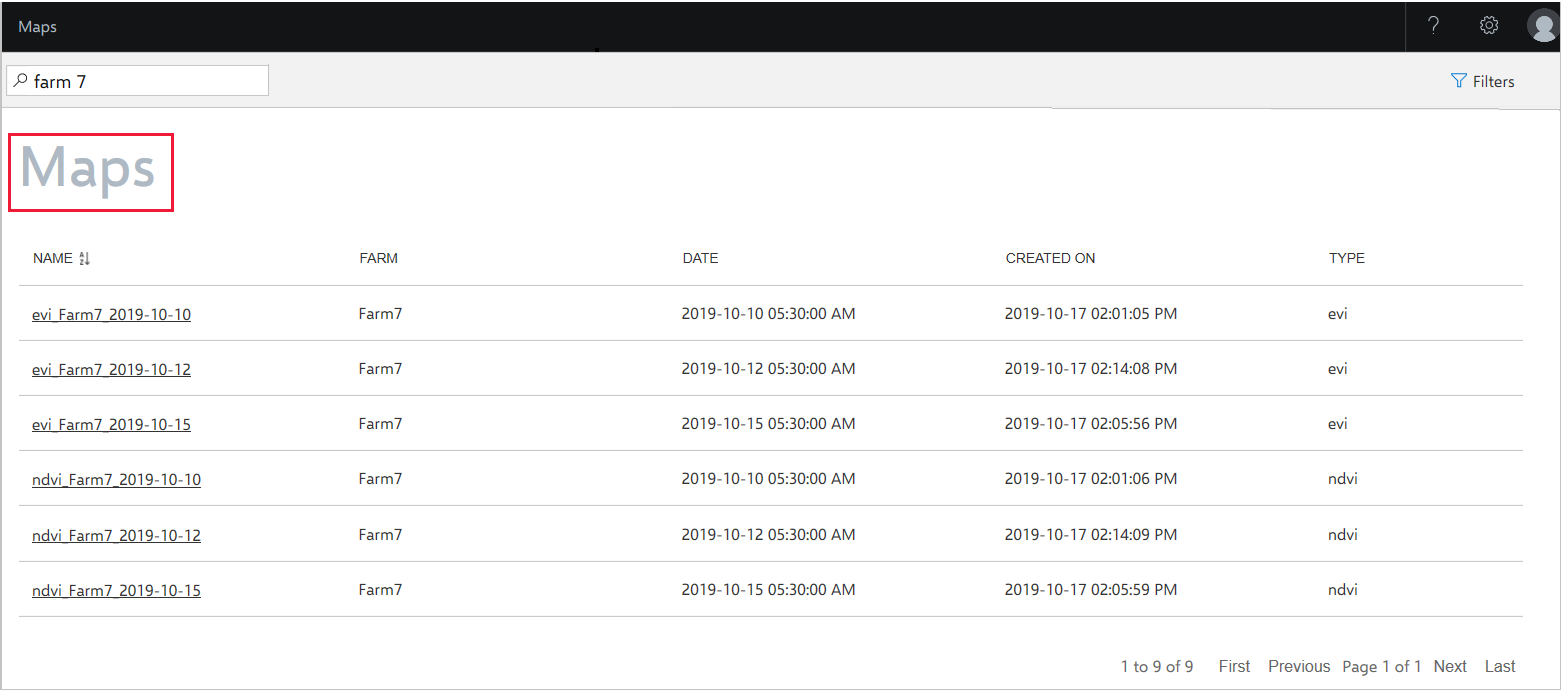 Maps ?
farm 7 Filters
Maps
NAME FARM DATE CREATED ON TYPE
evi_Farm7_2019-10-10 Farm7 2019-10-10 05:30:00 AM 2019-10-17 02:01:05 PM evi
evi_Farm7_2019-10-12 Farm7 2019-10-12 05:30:00 AM 2019-10-17 02:14:08 PM evi
evi_Farm7_2019-10-15 Farm7 2019-10-15 05:30:00 AM 2019-10-17 02:05:56 PM evi
ndvi_Farm7_2019-10-10 Farm7 2019-10-10 05:30:00 AM 2019-10-17 02:01:06 PM ndvi
ndvi_Farm7_2019-10-12 Farm7 2019-10-12 05:30:00 AM 2019-10-17 02:14:09 PM ndvi
ndvi_Farm7_2019-10-15 Farm7 2019-10-15 05:30:00 AM 2019-10-17 02:05:59 PM ndvi
1 to 9 of 9 First Previous Page 1 of 1 Next Last